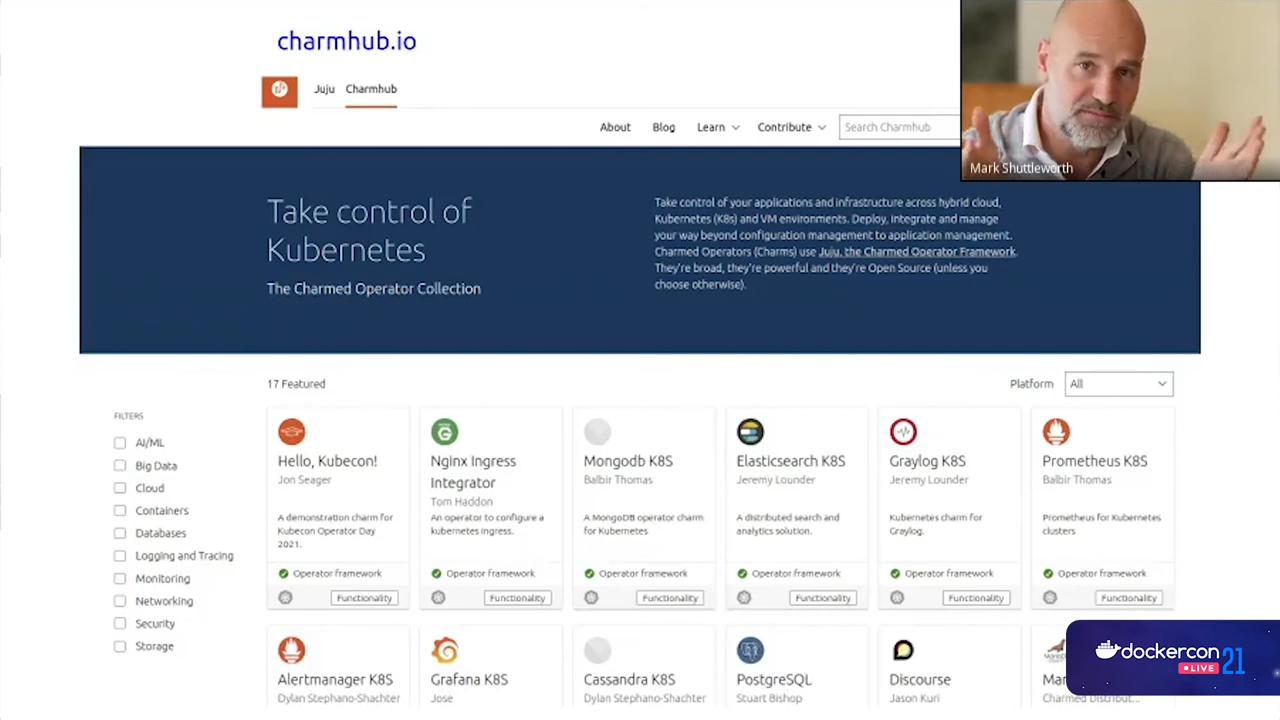 charmhub.io
Juju
Charmhub
About
Blog
Learn
Contribute
Search Charmhub
Mark Shuttleworth
Take control of
Kubernetes
The Charmed Operator Collection
Take control of your applications and infrastructure across hybrid cloud,
Kubernetes (K8s) and VM environments. Deploy, integrate and manage
your way beyond configuration management to application management.
Charmed Operators (Charms) use Juju, the Charmed Operator Framework.
They're broad, they're powerful and they're Open Source (unless you
choose otherwise).
17 Featured
Platform
All
FILTERS
AI/ML
Big Data
Cloud
Containers
Databases
Logging and Tracing
Monitoring
Networking
Security
Storage
Hello, Kubecon!
Jon Seager
A demonstration charm for
Kubecon Operator Day
2021.
Operator framework
Functionality
Nginx Ingress
Integrator
Tom Haddon
An operator to configure a
kubernetes ingress.
Operator framework
Functionality
Mongodb K8S
Balbir Thomas
A MongoDB operator charm
for Kubernetes
Operator framework
Functionality
Elasticsearch K8S
Jeremy Lounder
A distributed search and
analytics solution.
Operator framework
Functionality
Graylog K8S
Jeremy Lounder
Kubernetes charm for
Graylog.
Operator framework
Functionality
Prometheus K8S
Balbir Thomas
Prometheus for Kubernetes
clusters
Operator framework
Functionality
Alertmanager K8S
Dylan Stephano-Shachter
Grafana K8S
Jose
Cassandra K8S
Dylan Stephano-Shachter
PostgreSQL
Stuart Bishop
Discourse
Jason Kuri
Charmed Distribut...
dockercon
LIVE
21